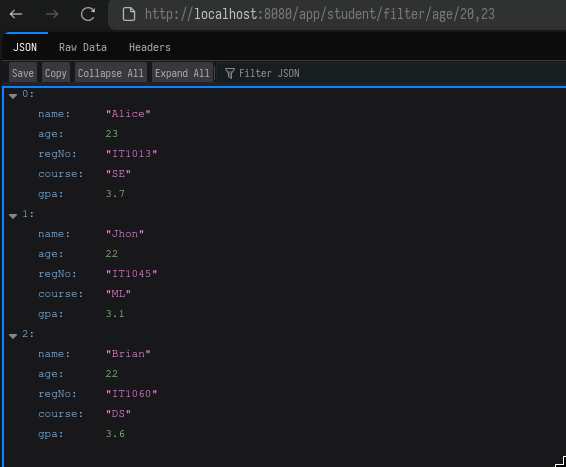 http://localhost:8080/app/student/filter/age/20,23
JSON Raw Data Headers
Save Copy Collapse All Expand All Filter JSON
0:
name: "Alice"
age: 23
regNo: "IT1013"
course: "SE"
gpa: 3.7
1:
name: "Jhon"
age: 22
regNo: "IT1045"
course: "ML"
gpa: 3.1
2:
name: "Brian"
age: 22
regNo: "IT1060"
course: "DS"
gpa: 3.6